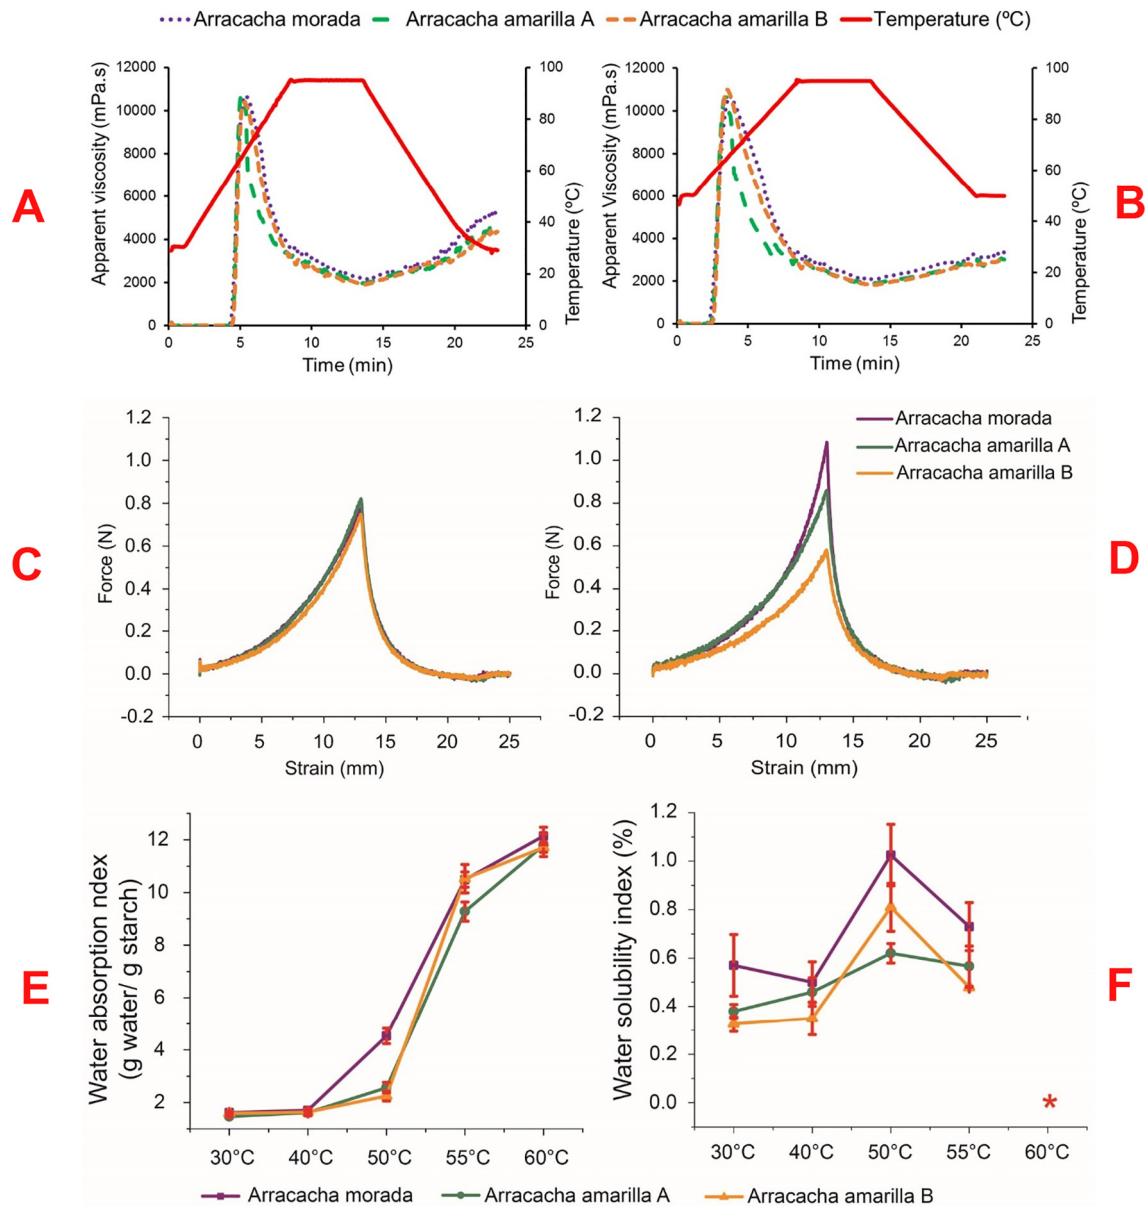 Arracacha morada Arracacha amarilla A Arracacha amarilla B Temperature (ºC)
A
Apparent viscosity (mPa.s)
12000
10000
8000
6000
4000
2000
0
100
80
60
40
20
0
Temperature (ºC)
0 5 10 15 20 25
Time (min)
B
Apparent Viscosity (mPa.s)
12000
10000
8000
6000
4000
2000
0
100
80
60
40
20
0
Temperature (ºC)
0 5 10 15 20 25
Time (min)
C
Force (N)
1.2
1.0
0.8
0.6
0.4
0.2
0.0
-0.2
0 5 10 15 20 25
Strain (mm)
D
Force (N)
1.2
1.0
0.8
0.6
0.4
0.2
0.0
-0.2
0 5 10 15 20 25
Strain (mm)
Arracacha morada
Arracacha amarilla A
Arracacha amarilla B
E
Water absorption ndex
(g water/ g starch)
12
10
8
6
4
2
30°C 40°C 50°C 55°C 60°C
F
Water solubility index (%)
1.2
1.0
0.8
0.6
0.4
0.2
0.0
*
30°C 40°C 50°C 55°C 60°C
Arracacha morada Arracacha amarilla A Arracacha amarilla B